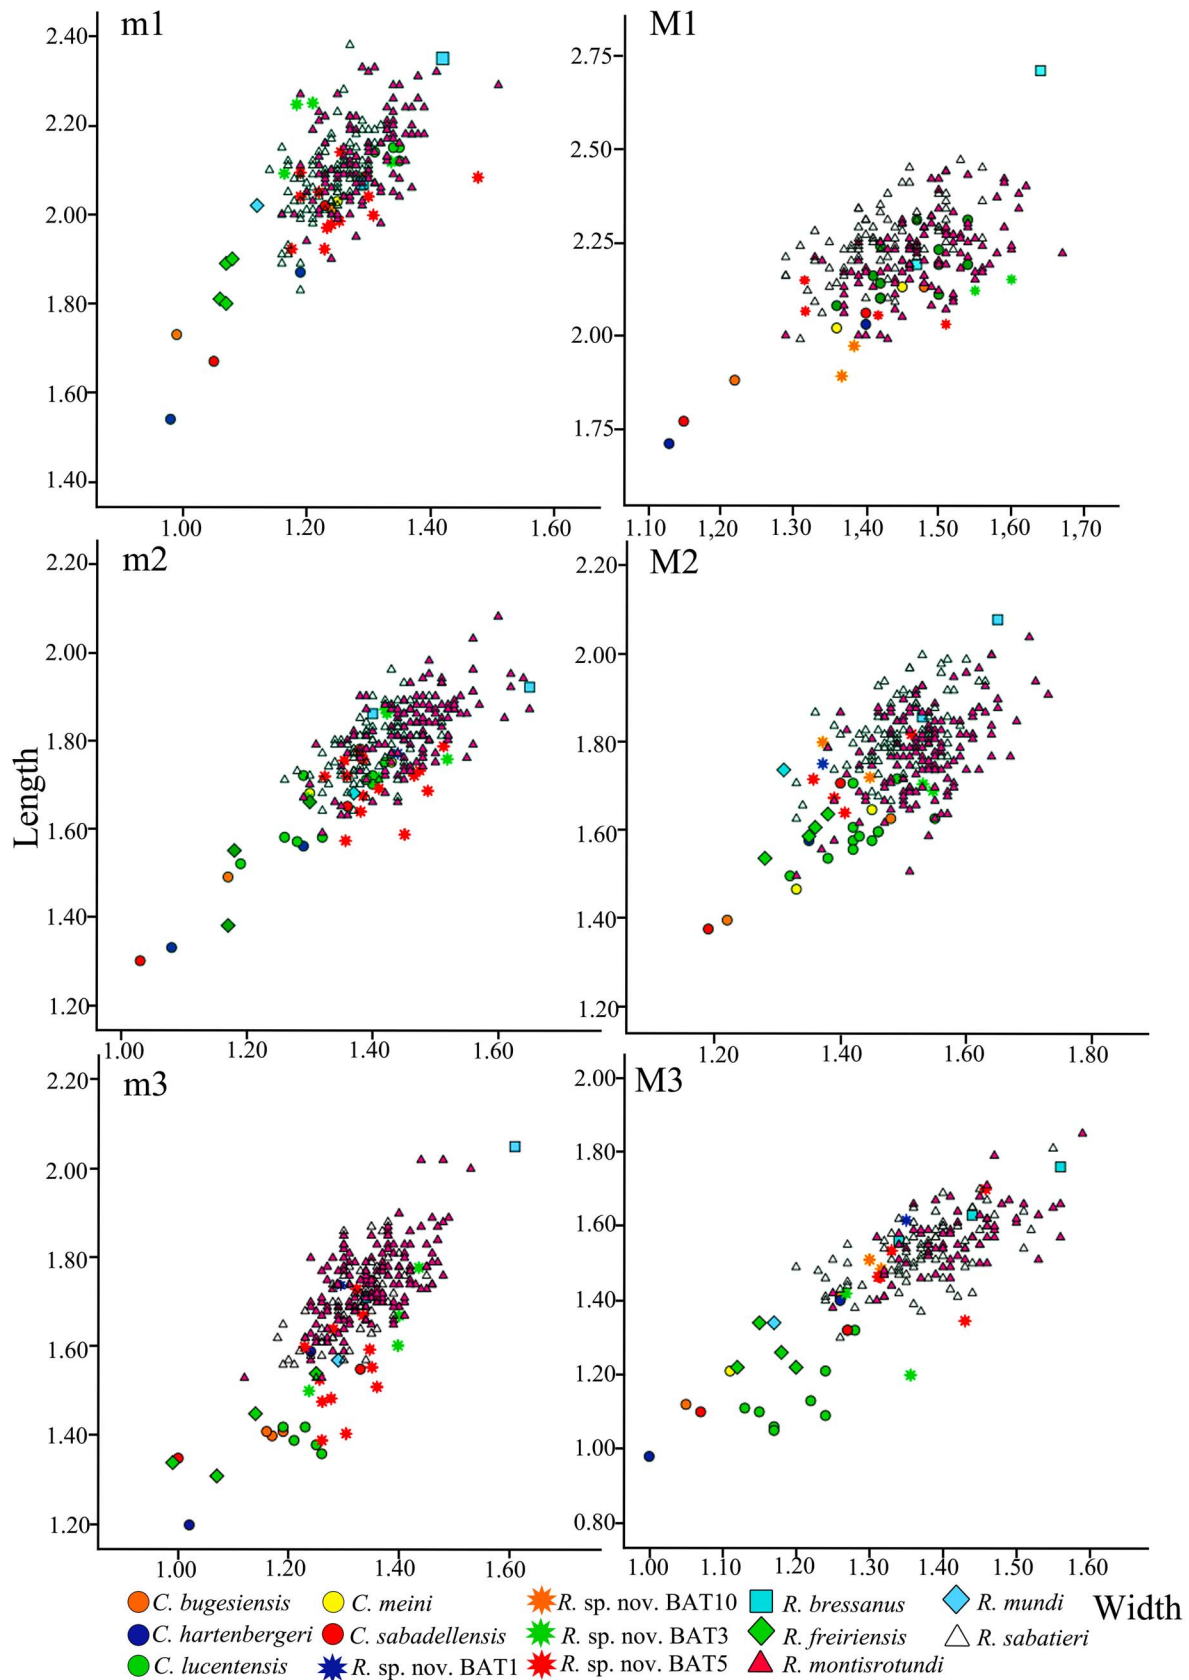 m1
2.40
2.20
2.00
1.80
1.60
1.40
1.00 1.20 1.40 1.60
M1
2.75
2.50
2.25
2.00
1.75
1.10 1,20 1.30 1,40 1.50 1,60 1,70
m2
2.20
2.00
1.80
1.60
1.40
1.20
1.00 1.20 1.40 1.60
M2
2.20
2.00
1.80
1.60
1.40
1.20
1.20 1.40 1.60 1.80
Length
m3
2.20
2.00
1.80
1.60
1.40
1.20
1.00 1.20 1.40 1.60
M3
2.00
1.80
1.60
1.40
1.20
1.00
0.80
1.00 1.10 1.20 1.30 1.40 1.50 1.60
Width
C. bugesiensis C. meini R. sp. nov. BAT10 R. bressanus R. mundi
C. hartenbergeri C. sabadellensis R. sp. nov. BAT3 R. freiriensis R. sabatieri
C. lucentensis R. sp. nov. BAT1 R. sp. nov. BAT5 R. montisrotundi